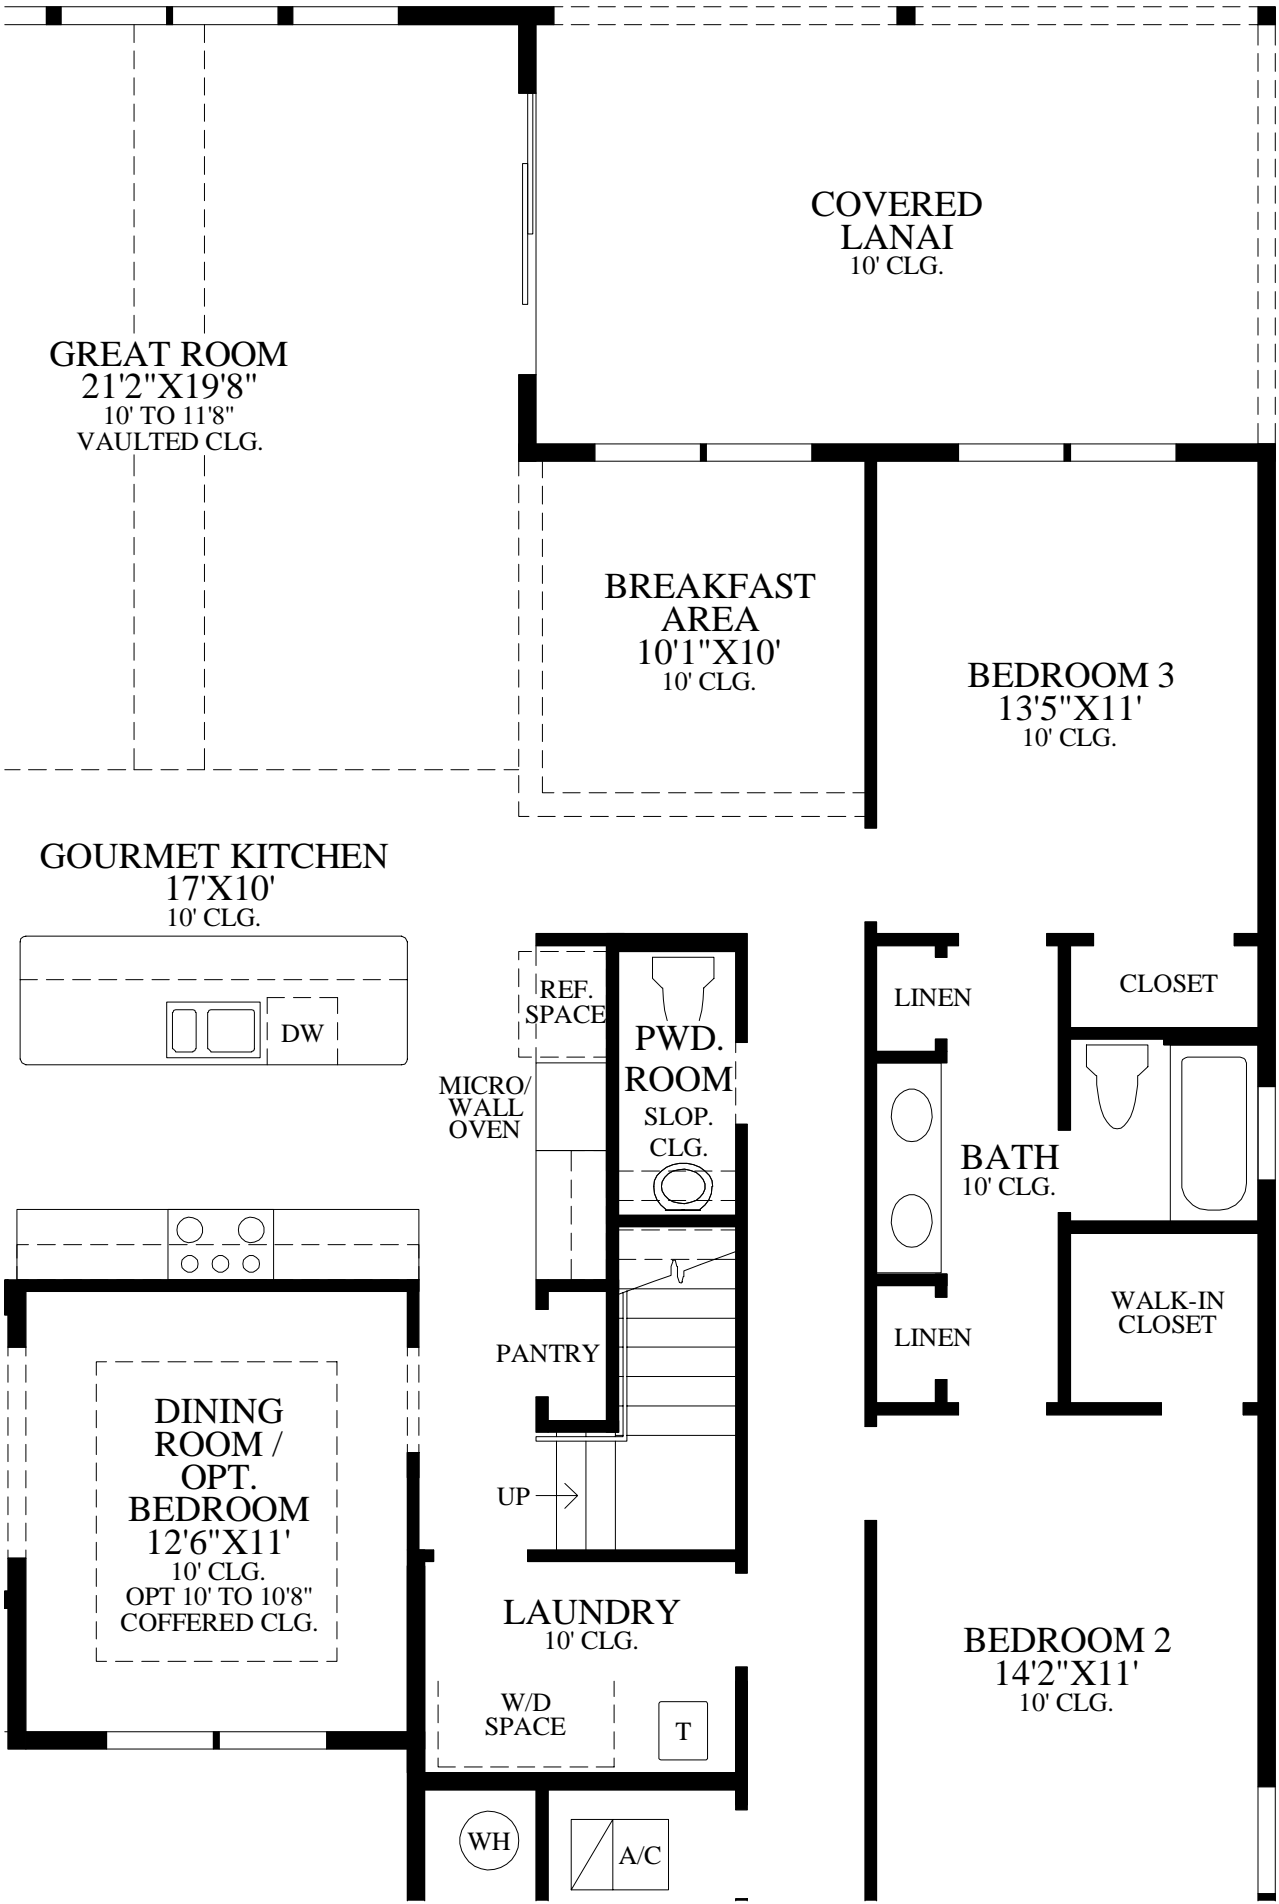 COVERED
LANAI
10' CLG.
GREAT ROOM
21'2"X19'8"
10' TO 11'8"
VAULTED CLG.
BREAKFAST
AREA
10'1"X10'
10' CLG.
BEDROOM 3
13'5"X11'
10' CLG.
GOURMET KITCHEN
17'X10'
10' CLG.
DW
REF.
SPACE
MICRO/
WALL
OVEN
PWD.
ROOM
SLOP.
CLG.
LINEN
CLOSET
BATH
10' CLG.
WALK-IN
CLOSET
LINEN
PANTRY
UP
DINING
ROOM /
OPT.
BEDROOM
12'6"X11'
10' CLG.
OPT 10' TO 10'8"
COFFERED CLG.
LAUNDRY
10' CLG.
W/D
SPACE
T
BEDROOM 2
14'2"X11'
10' CLG.
WH
A/C